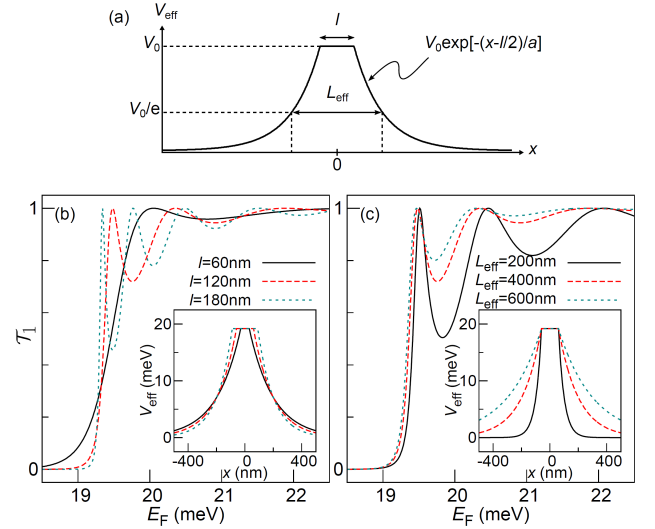 (a)
V_eff
l
V_0
V_0exp[-(x-l/2)/a]
V_0/e
L_eff
x
0
(b)
1
l=60nm
l=120nm
l=180nm
𝒯_1
0
19 20 21 22
E_F (meV)
20
10
0
V_eff (meV)
-400 0 400
x (nm)
(c)
1
L_eff=200nm
L_eff=400nm
L_eff=600nm
0
19 20 21 22
E_F (meV)
20
10
0
V_eff (meV)
-400 0 400
x (nm)